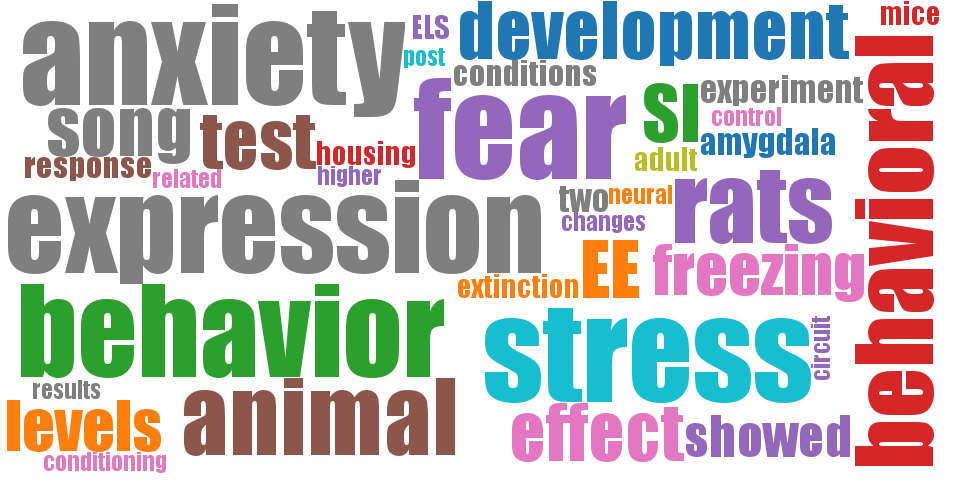 anxiety
ELS
post
development
mice
conditions
fear
SI
experiment
control
amygdala
adult
song
test
housing
response
related
higher
behavioral
expression
two
neural
changes
rats
freezing
EE
extinction
behavior
stress
circuit
results
levels
animal
conditioning
effect
showed